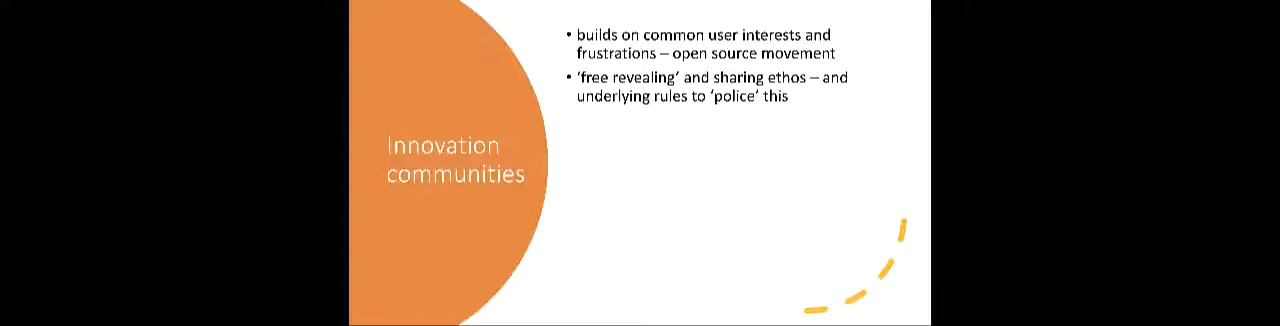 Innovation
communities
• builds on common user interests and
frustrations – open source movement
• ‘free revealing’ and sharing ethos – and
underlying rules to ‘police’ this